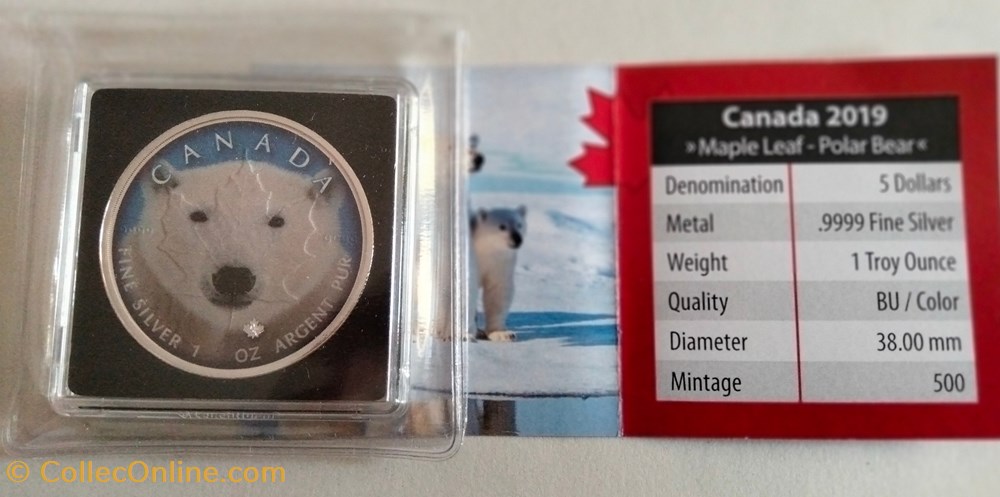 CANADA
9999
FINE SILVER 1 OZ ARGENT PUR
Canada 2019
»Maple Leaf - Polar Bear«
Denomination 5 Dollars
Metal .9999 Fine Silver
Weight 1 Troy Ounce
Quality BU / Color
Diameter 38.00 mm
Mintage 500
© CollecOnline.com